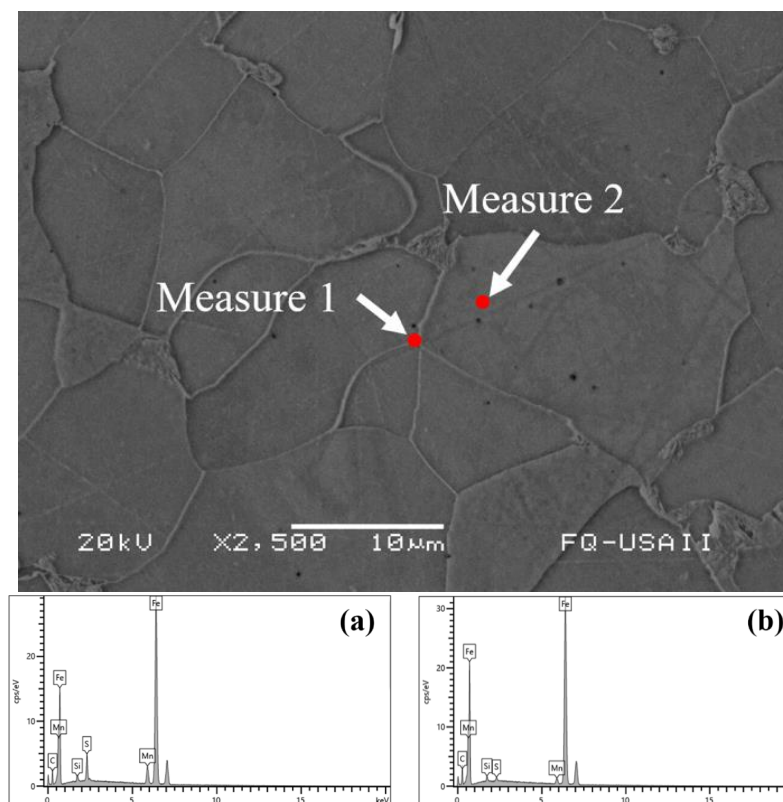 Measure 2
Measure 1
20kV X2,500 10μm FQ-USAII
(a)
Fe
20
Fe
cps/eV
10
Mn
S
Mn
C
Si
0
0 5 10 15 keV
(b)
30
Fe
Fe
20
cps/eV
10
Mn
C
Si
S
Mn
0
0 5 10 15